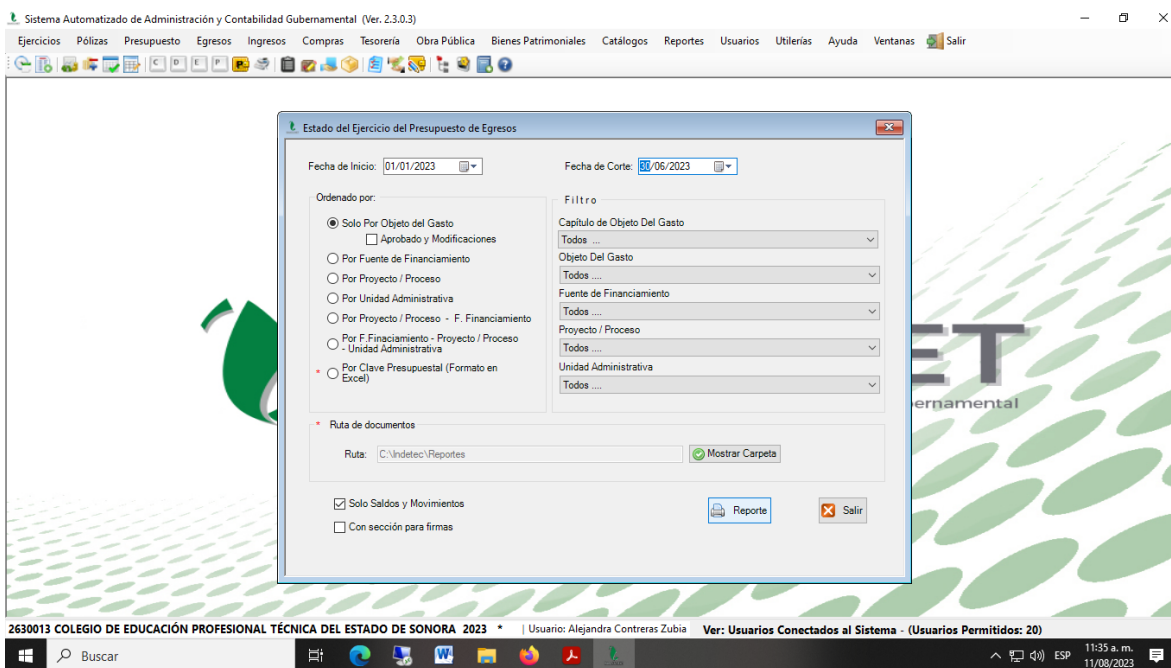 Sistema Automatizado de Administración y Contabilidad Gubernamental (Ver. 2.3.0.3)
Ejercicios Pólizas Presupuesto Egresos Ingresos Compras Tesorería Obra Pública Bienes Patrimoniales Catálogos Reportes Usuarios Utilerías Ayuda Ventanas Salir
C D E P P
Estado del Ejercicio del Presupuesto de Egresos
Fecha de Inicio: 01/01/2023 Fecha de Corte: 30/06/2023
Ordenado por:
Solo Por Objeto del Gasto
Aprobado y Modificaciones
Por Fuente de Financiamiento
Por Proyecto / Proceso
Por Unidad Administrativa
Por Proyecto / Proceso - F. Financiamiento
Por F.Finaciamiento - Proyecto / Proceso
- Unidad Administrativa
* Por Clave Presupuestal (Formato en
Excel)
Filtro
Capítulo de Objeto Del Gasto
Todos ...
Objeto Del Gasto
Todos ....
Fuente de Financiamiento
Todos ....
Proyecto / Proceso
Todos ....
Unidad Administrativa
Todos ....
ET
ernamental
* Ruta de documentos
Ruta: C:\Indetec\Reportes Mostrar Carpeta
Solo Saldos y Movimientos
Con sección para firmas
Reporte Salir
2630013 COLEGIO DE EDUCACIÓN PROFESIONAL TÉCNICA DEL ESTADO DE SONORA 2023 * | Usuario: Alejandra Contreras Zubia Ver: Usuarios Conectados al Sistema - (Usuarios Permitidos: 20)
Buscar
ESP 11:35 a. m.
11/08/2023